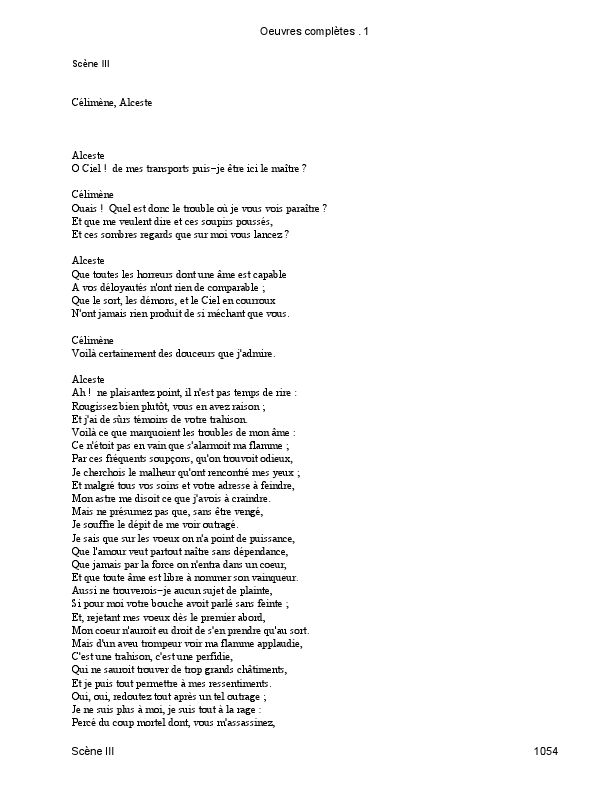 Oeuvres complètes . 1
Scène III
Célimène, Alceste
Alceste
O Ciel ! de mes transports puis−je être ici le maître ?
Célimène
Ouais ! Quel est donc le trouble où je vous vois paraître ?
Et que me veulent dire et ces soupirs poussés,
Et ces sombres regards que sur moi vous lancez ?
Alceste
Que toutes les horreurs dont une âme est capable
A vos déloyautés n'ont rien de comparable ;
Que le sort, les démons, et le Ciel en courroux
N'ont jamais rien produit de si méchant que vous.
Célimène
Voilà certainement des douceurs que j'admire.
Alceste
Ah ! ne plaisantez point, il n'est pas temps de rire :
Rougissez bien plutôt, vous en avez raison ;
Et j'ai de sûrs témoins de votre trahison.
Voilà ce que marquoient les troubles de mon âme :
Ce n'étoit pas en vain que s'alarmoit ma flamme ;
Par ces fréquents soupçons, qu'on trouvoit odieux,
Je cherchois le malheur qu'ont rencontré mes yeux ;
Et malgré tous vos soins et votre adresse à feindre,
Mon astre me disoit ce que j'avois à craindre.
Mais ne présumez pas que, sans être vengé,
Je souffre le dépit de me voir outragé.
Je sais que sur les voeux on n'a point de puissance,
Que l'amour veut partout naître sans dépendance,
Que jamais par la force on n'entra dans un coeur,
Et que toute âme est libre à nommer son vainqueur.
Aussi ne trouverois−je aucun sujet de plainte,
Si pour moi votre bouche avoit parlé sans feinte ;
Et, rejetant mes voeux dès le premier abord,
Mon coeur n'auroit eu droit de s'en prendre qu'au sort.
Mais d'un aveu trompeur voir ma flamme applaudie,
C'est une trahison, c'est une perfidie,
Qui ne sauroit trouver de trop grands châtiments,
Et je puis tout permettre à mes ressentiments.
Oui, oui, redoutez tout après un tel outrage ;
Je ne suis plus à moi, je suis tout à la rage :
Percé du coup mortel dont, vous m'assassinez,
Scène III
1054